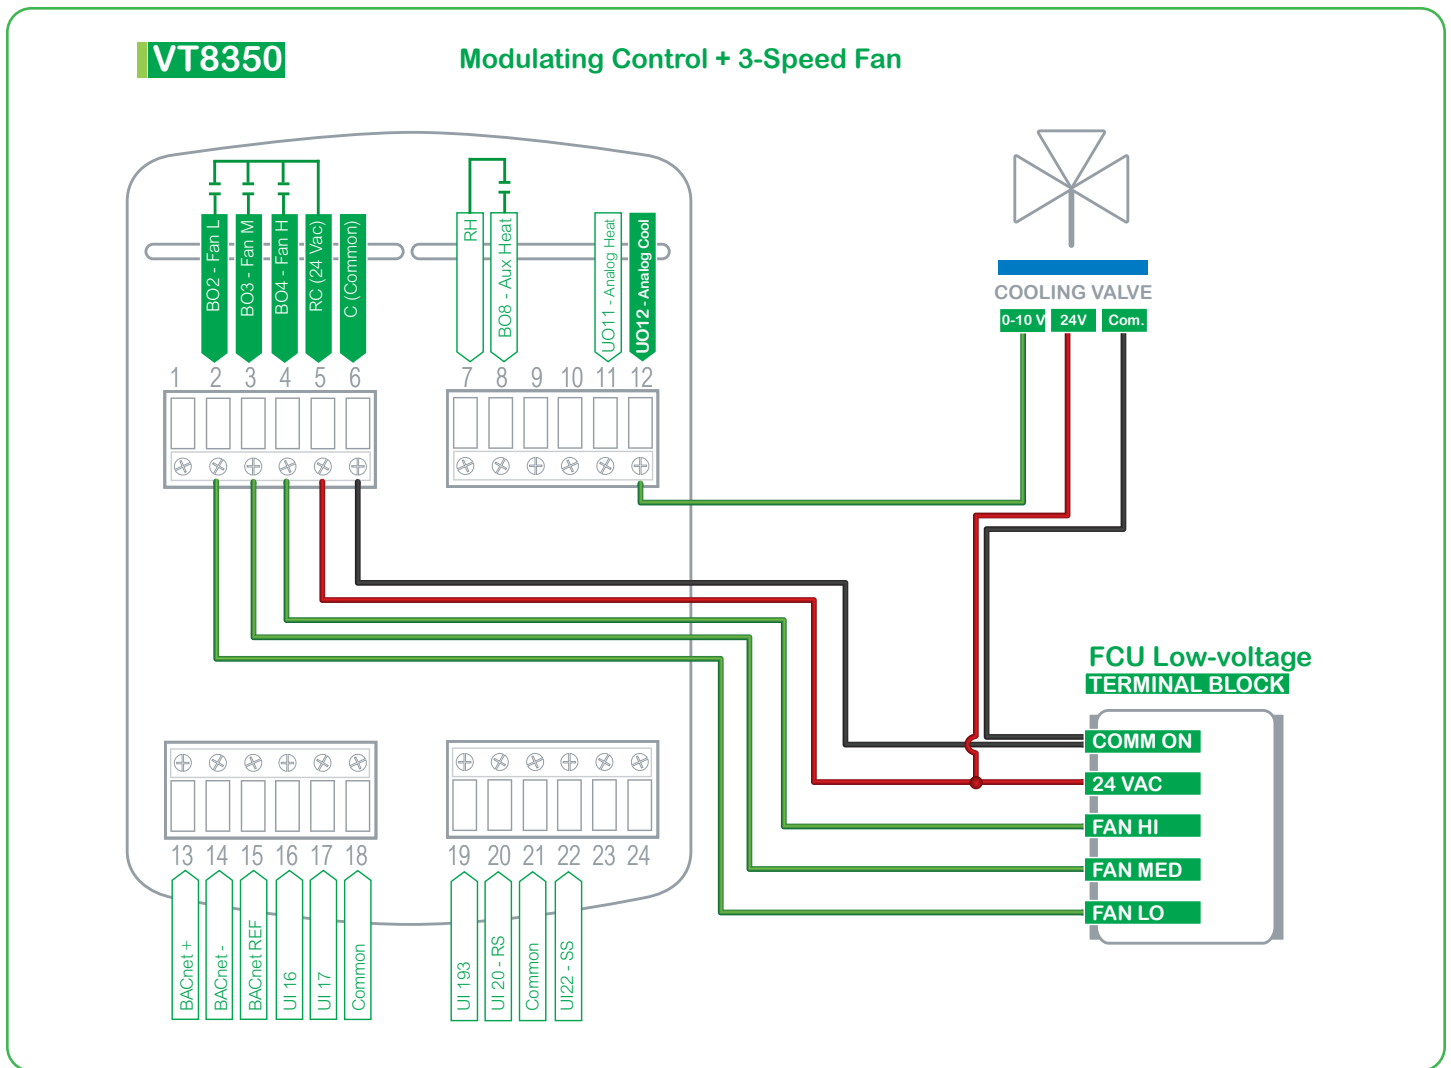 VT8350
Modulating Control + 3-Speed Fan
BO2 - Fan L
BO3 - Fan M
BO4 - Fan H
RC (24 Vac)
C (Common)
RH
BO8 - Aux Heat
UO11 - Analog Heat
UO12 - Analog Cool
1 2 3 4 5 6
7 8 9 10 11 12
COOLING VALVE
0-10 V 24V Com.
FCU Low-voltage
TERMINAL BLOCK
COMM ON
24 VAC
FAN HI
FAN MED
FAN LO
13 14 15 16 17 18
19 20 21 22 23 24
BACnet +
BACnet -
BACnet REF
UI 16
UI 17
Common
UI 193
UI 20 - RS
Common
UI22 - SS